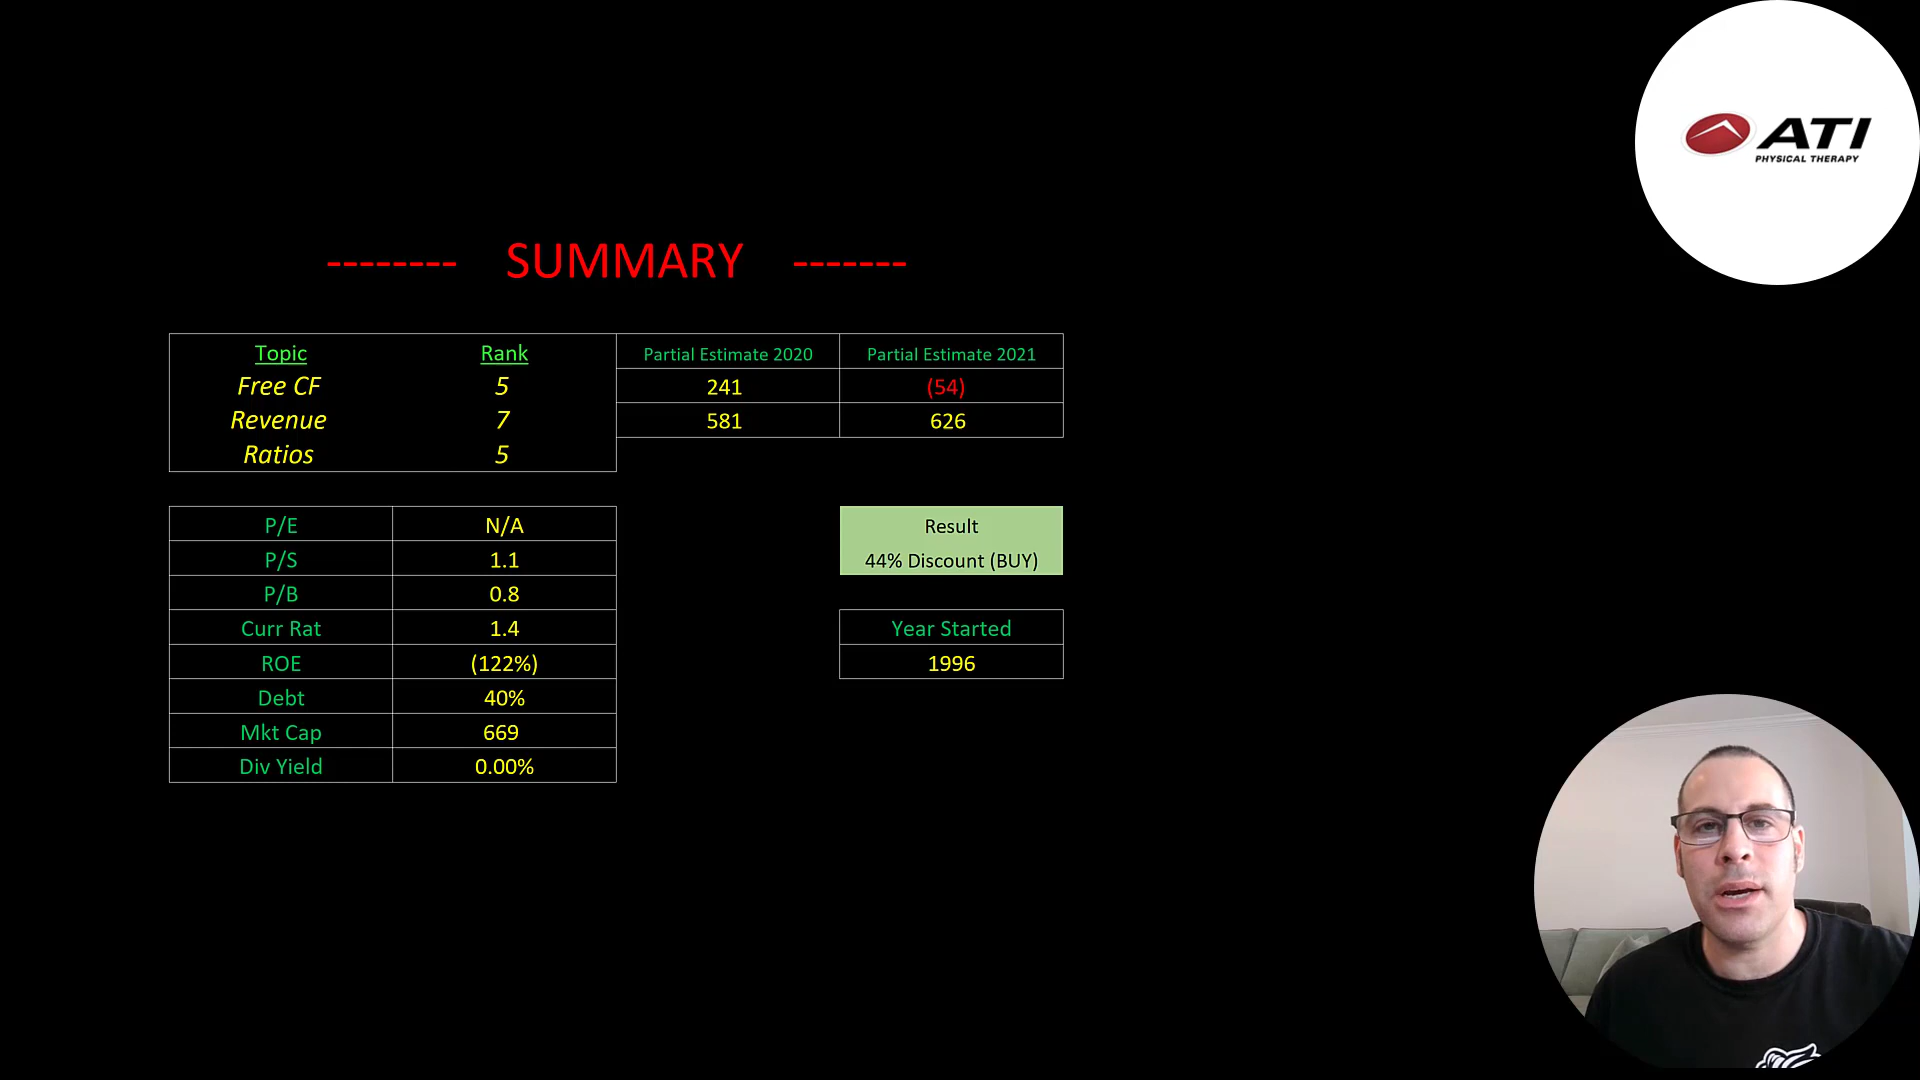 ATI
PHYSICAL THERAPY
-------- SUMMARY -------
Topic Rank Partial Estimate 2020 Partial Estimate 2021
Free CF 5 241 (54)
Revenue 7 581 626
Ratios 5
P/E N/A Result
P/S 1.1 44% Discount (BUY)
P/B 0.8
Curr Rat 1.4 Year Started
ROE (122%) 1996
Debt 40%
Mkt Cap 669
Div Yield 0.00%